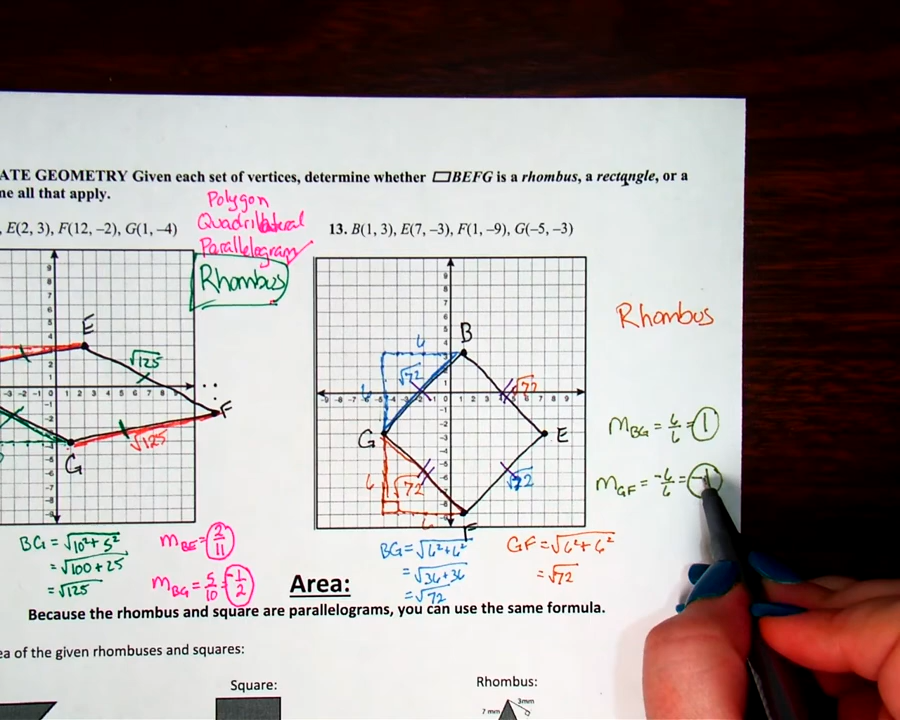 ATE GEOMETRY Given each set of vertices, determine whether ▱BEFG is a rhombus, a rectangle, or a
ne all that apply.
Polygon
Quadrilateral
Parallelogram ✓
Rhombus
, E(2, 3), F(12, −2), G(1, −4)
E
√125
F
√125
G
BG = √10²+5²
= √100+25
= √125
m_BE = 2/11
m_BG = 5/10 = -1/2
13. B(1, 3), E(7, −3), F(1, −9), G(−5, −3)
B
6
√72
6
√72
G
E
6
√72
√72
6
F
BG = √6²+6²
= √36+36
= √72
GF = √6²+6²
= √72
Rhombus
m_BG = 6/6 = 1
m_GF = -6/6 = -1
Area:
Because the rhombus and square are parallelograms, you can use the same formula.
ea of the given rhombuses and squares:
Square:
Rhombus:
3mm
7 mm